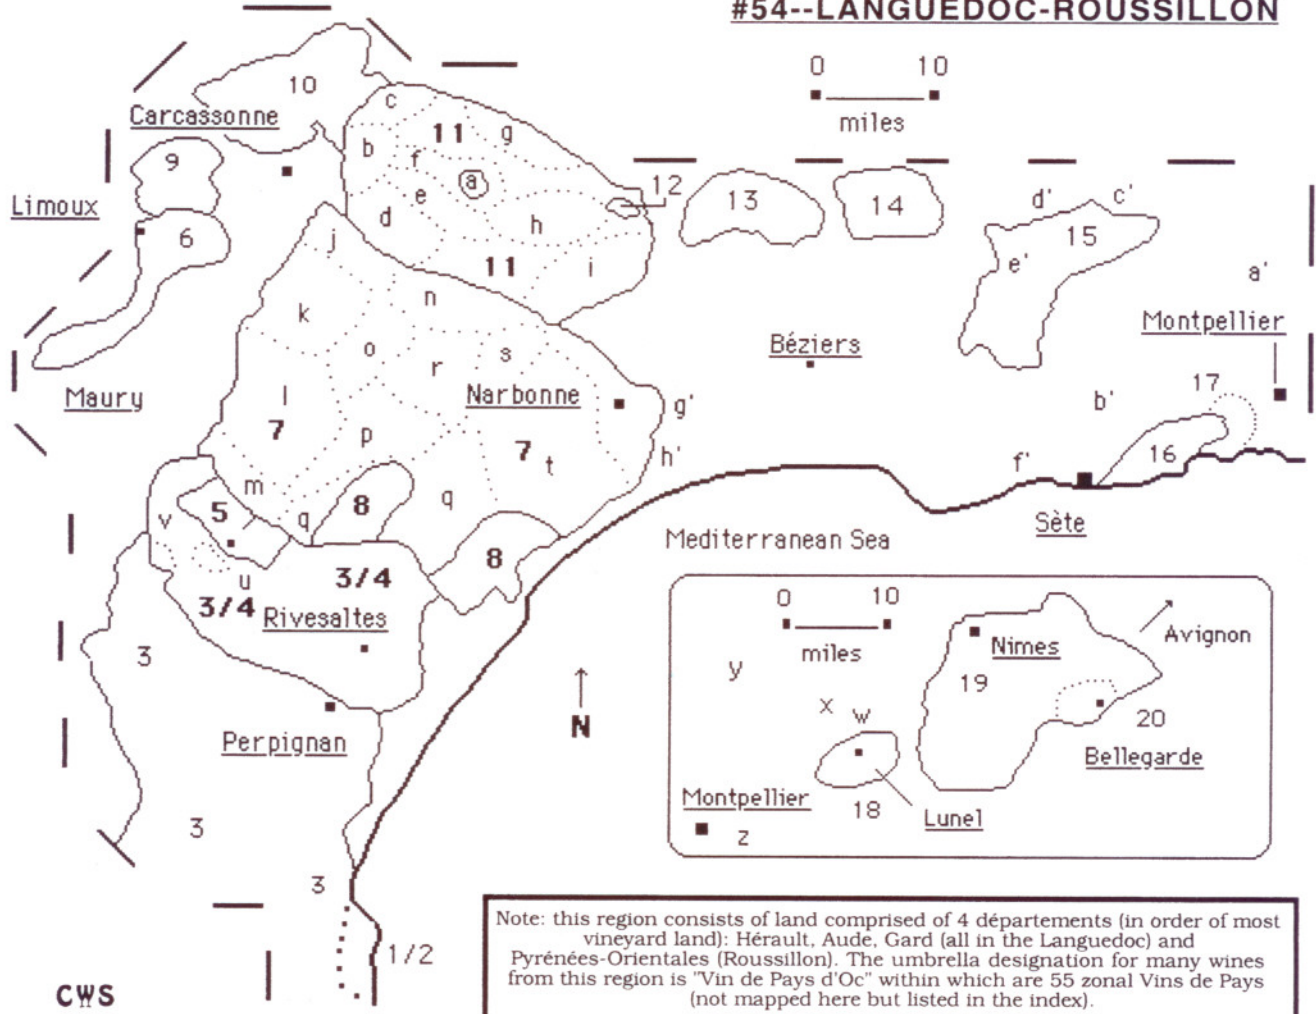 #54--LANGUEDOC-ROUSSILLON
0 10
miles
10
Carcassonne
c
11
g
b
f
9
a
12
13
14
d'
c'
Limoux
e
d
h
15
6
j
11
i
e'
a'
n
k
Montpellier
o
s
Béziers
r
Maury
l
Narbonne
17
g'
b'
7
p
7
t
h'
16
f'
m
q
q
8
5
v
Sète
Mediterranean Sea
8
u
3/4
3/4
Rivesaltes
0 10
miles
Nimes
Avignon
3
y
19
x
w
20
N
Bellegarde
Perpignan
Montpellier
18
Lunel
z
3
3
1/2
CWS
Note: this region consists of land comprised of 4 départements (in order of most
vineyard land): Hérault, Aude, Gard (all in the Languedoc) and
Pyrénées-Orientales (Roussillon). The umbrella designation for many wines
from this region is "Vin de Pays d'Oc" within which are 55 zonal Vins de Pays
(not mapped here but listed in the index).